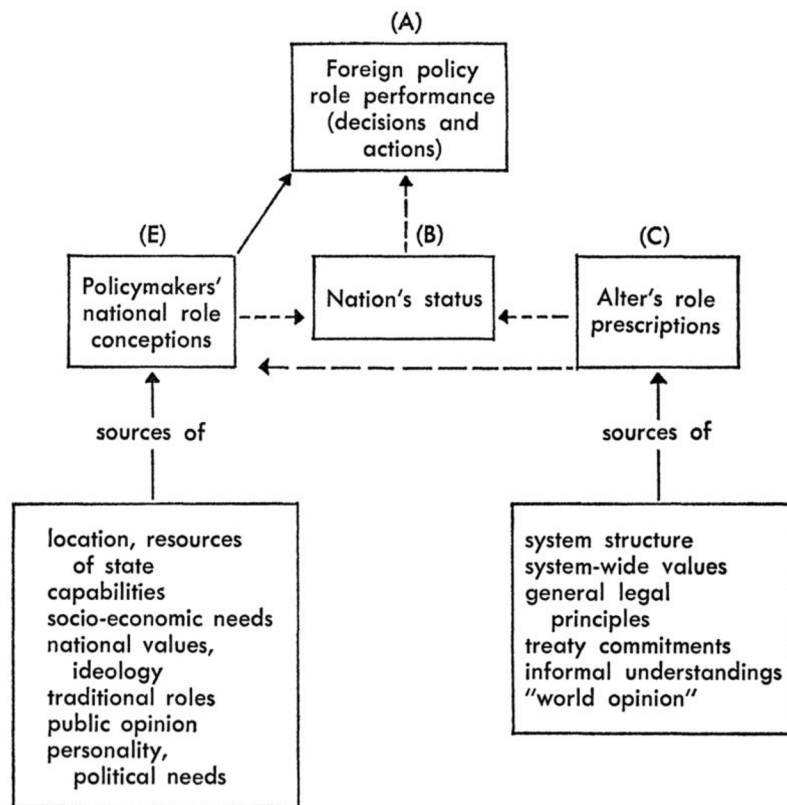 (A)
Foreign policy
role performance
(decisions and
actions)
(E)
Policymakers'
national role
conceptions
(B)
Nation's status
(C)
Alter's role
prescriptions
sources of
location, resources
of state
capabilities
socio-economic needs
national values,
ideology
traditional roles
public opinion
personality,
political needs
sources of
system structure
system-wide values
general legal
principles
treaty commitments
informal understandings
"world opinion"